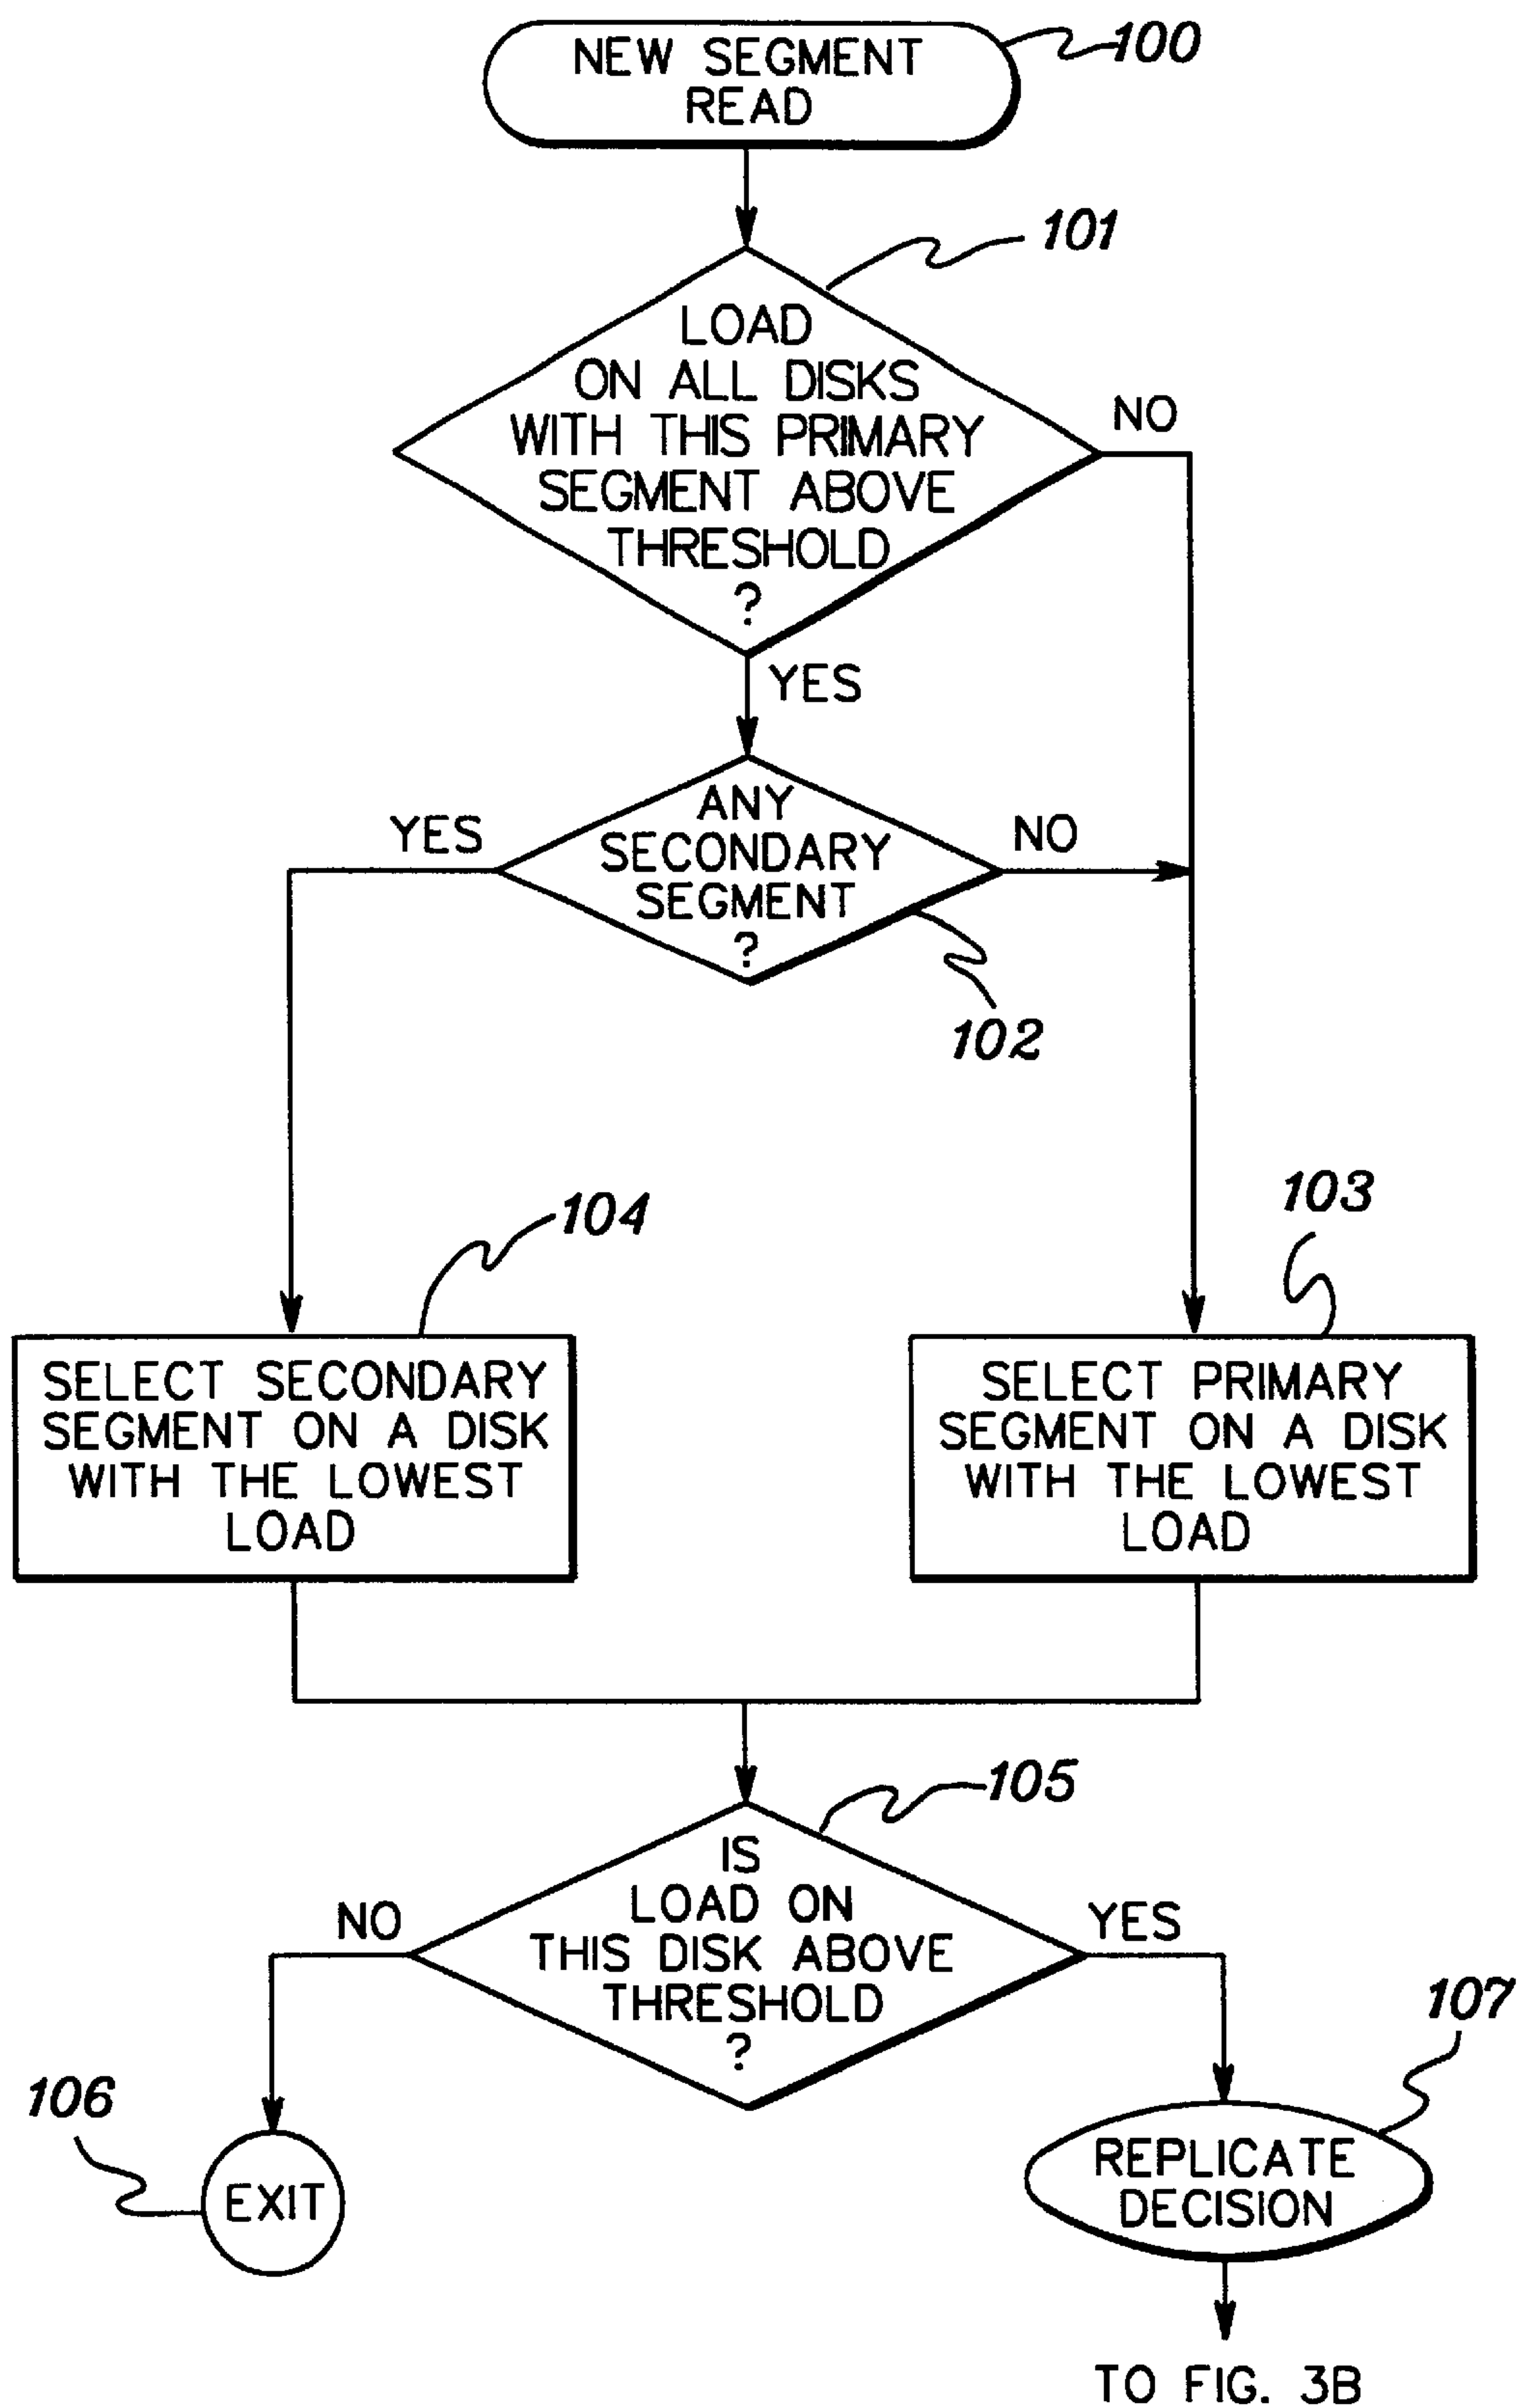 NEW SEGMENT
READ
100
101
LOAD
ON ALL DISKS
WITH THIS PRIMARY
SEGMENT ABOVE
THRESHOLD
?
NO
YES
ANY
SECONDARY
SEGMENT
?
YES
NO
102
104
103
SELECT SECONDARY
SEGMENT ON A DISK
WITH THE LOWEST
LOAD
SELECT PRIMARY
SEGMENT ON A DISK
WITH THE LOWEST
LOAD
105
IS
LOAD ON
THIS DISK ABOVE
THRESHOLD
?
NO
YES
107
106
EXIT
REPLICATE
DECISION
TO FIG. 3B